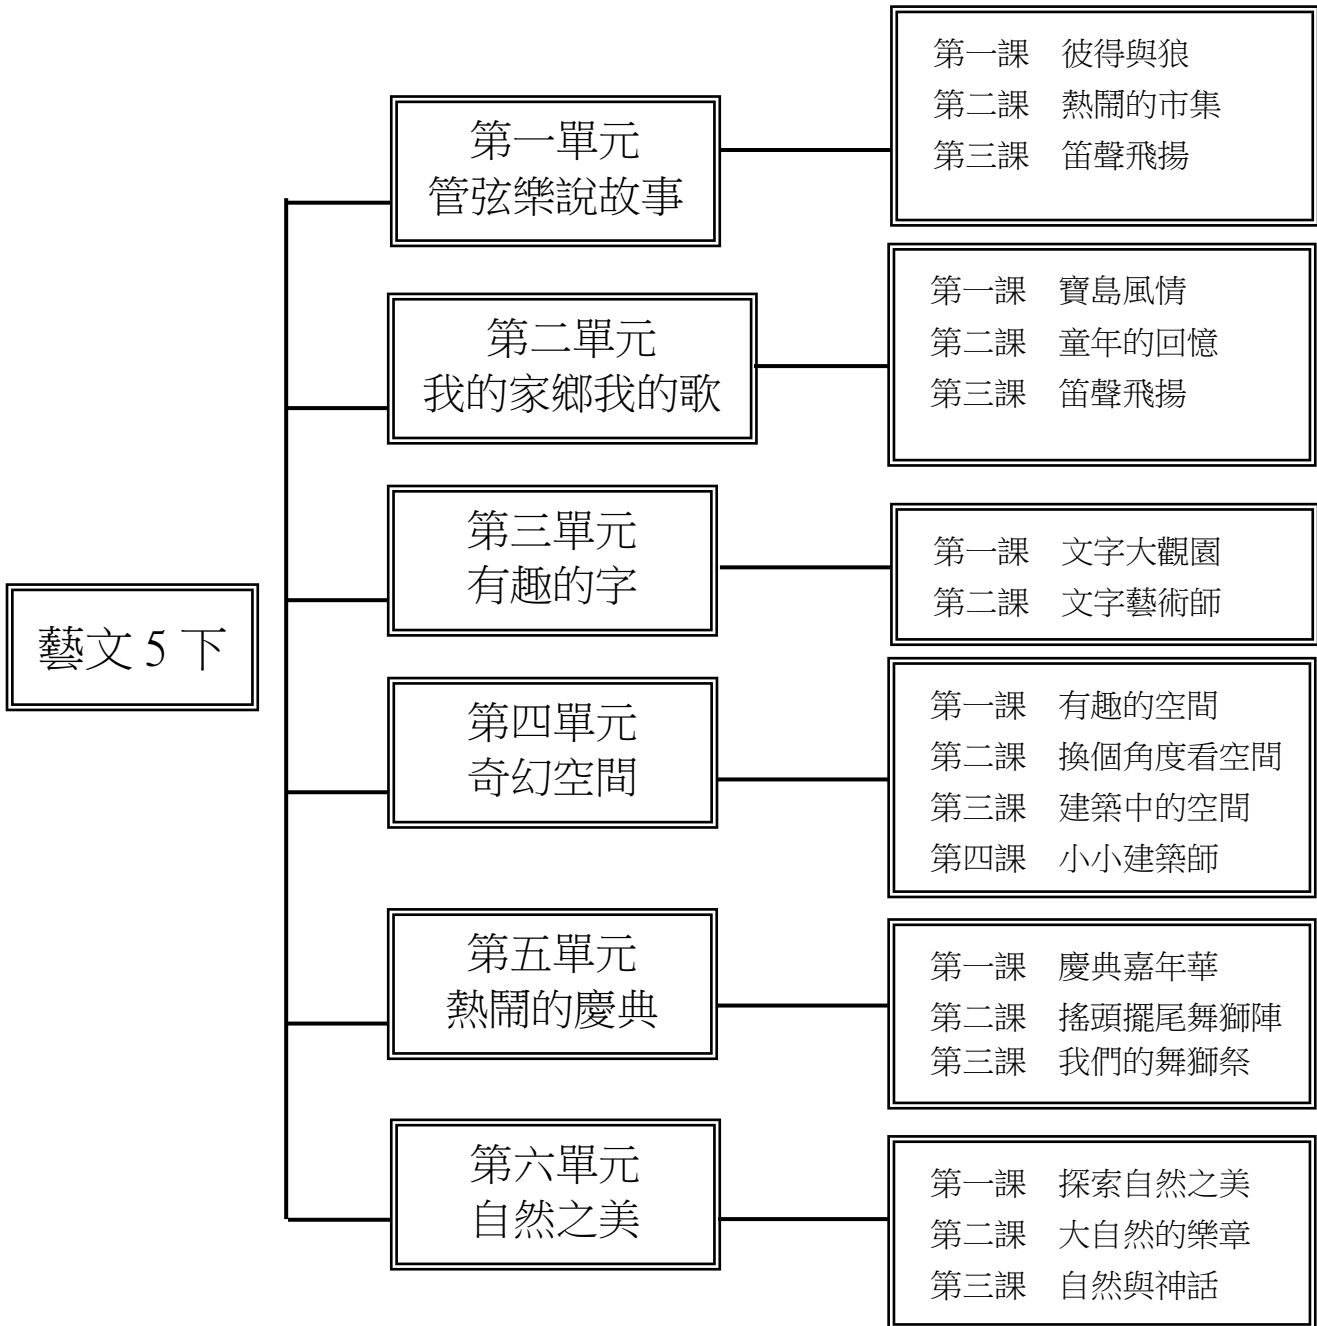 藝文 5 下
第一單元
管弦樂說故事
第一課　彼得與狼
第二課　熱鬧的市集
第三課　笛聲飛揚
第二單元
我的家鄉我的歌
第一課　寶島風情
第二課　童年的回憶
第三課　笛聲飛揚
第三單元
有趣的字
第一課　文字大觀園
第二課　文字藝術師
第四單元
奇幻空間
第一課　有趣的空間
第二課　換個角度看空間
第三課　建築中的空間
第四課　小小建築師
第五單元
熱鬧的慶典
第一課　慶典嘉年華
第二課　搖頭擺尾舞獅陣
第三課　我們的舞獅祭
第六單元
自然之美
第一課　探索自然之美
第二課　大自然的樂章
第三課　自然與神話